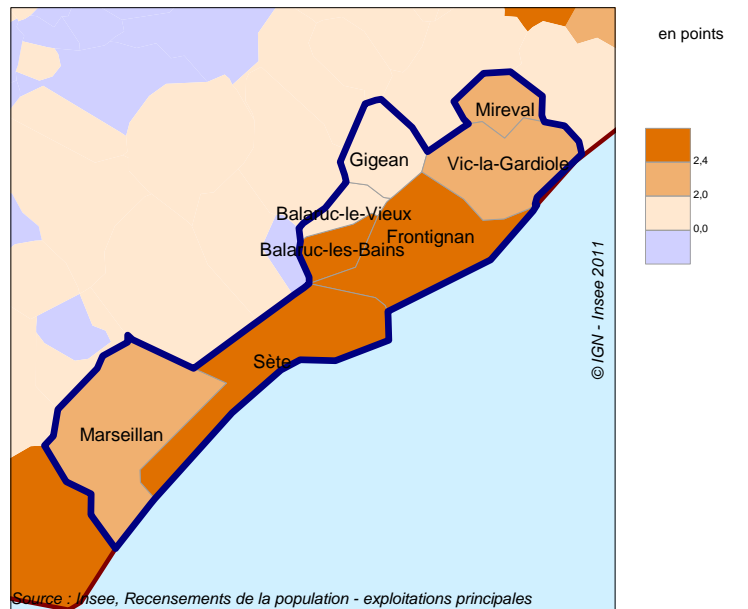 en points
Mireval
Gigean
Vic-la-Gardiole
2,4
2,0
0,0
Balaruc-le-Vieux
Frontignan
Balaruc-les-Bains
© IGN - Insee 2011
Sète
Marseillan
Source : Insee, Recensements de la population - exploitations principales